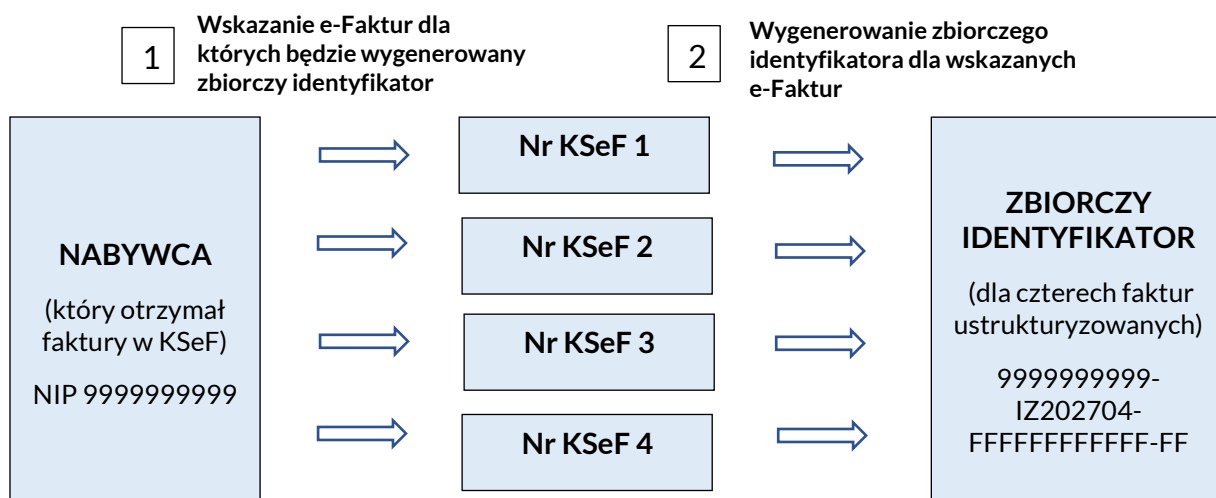 1
Wskazanie e-Faktur dla
których będzie wygenerowany
zbiorczy identyfikator
2
Wygenerowanie zbiorczego
identyfikatora dla wskazanych
e-Faktur
NABYWCA
(który otrzymał
faktury w KSeF)
NIP 9999999999
Nr KSeF 1
Nr KSeF 2
Nr KSeF 3
Nr KSeF 4
ZBIORCZY
IDENTYFIKATOR
(dla czterech faktur
ustrukturyzowanych)
9999999999-
IZ202704-
FFFFFFFFFFFF-FF